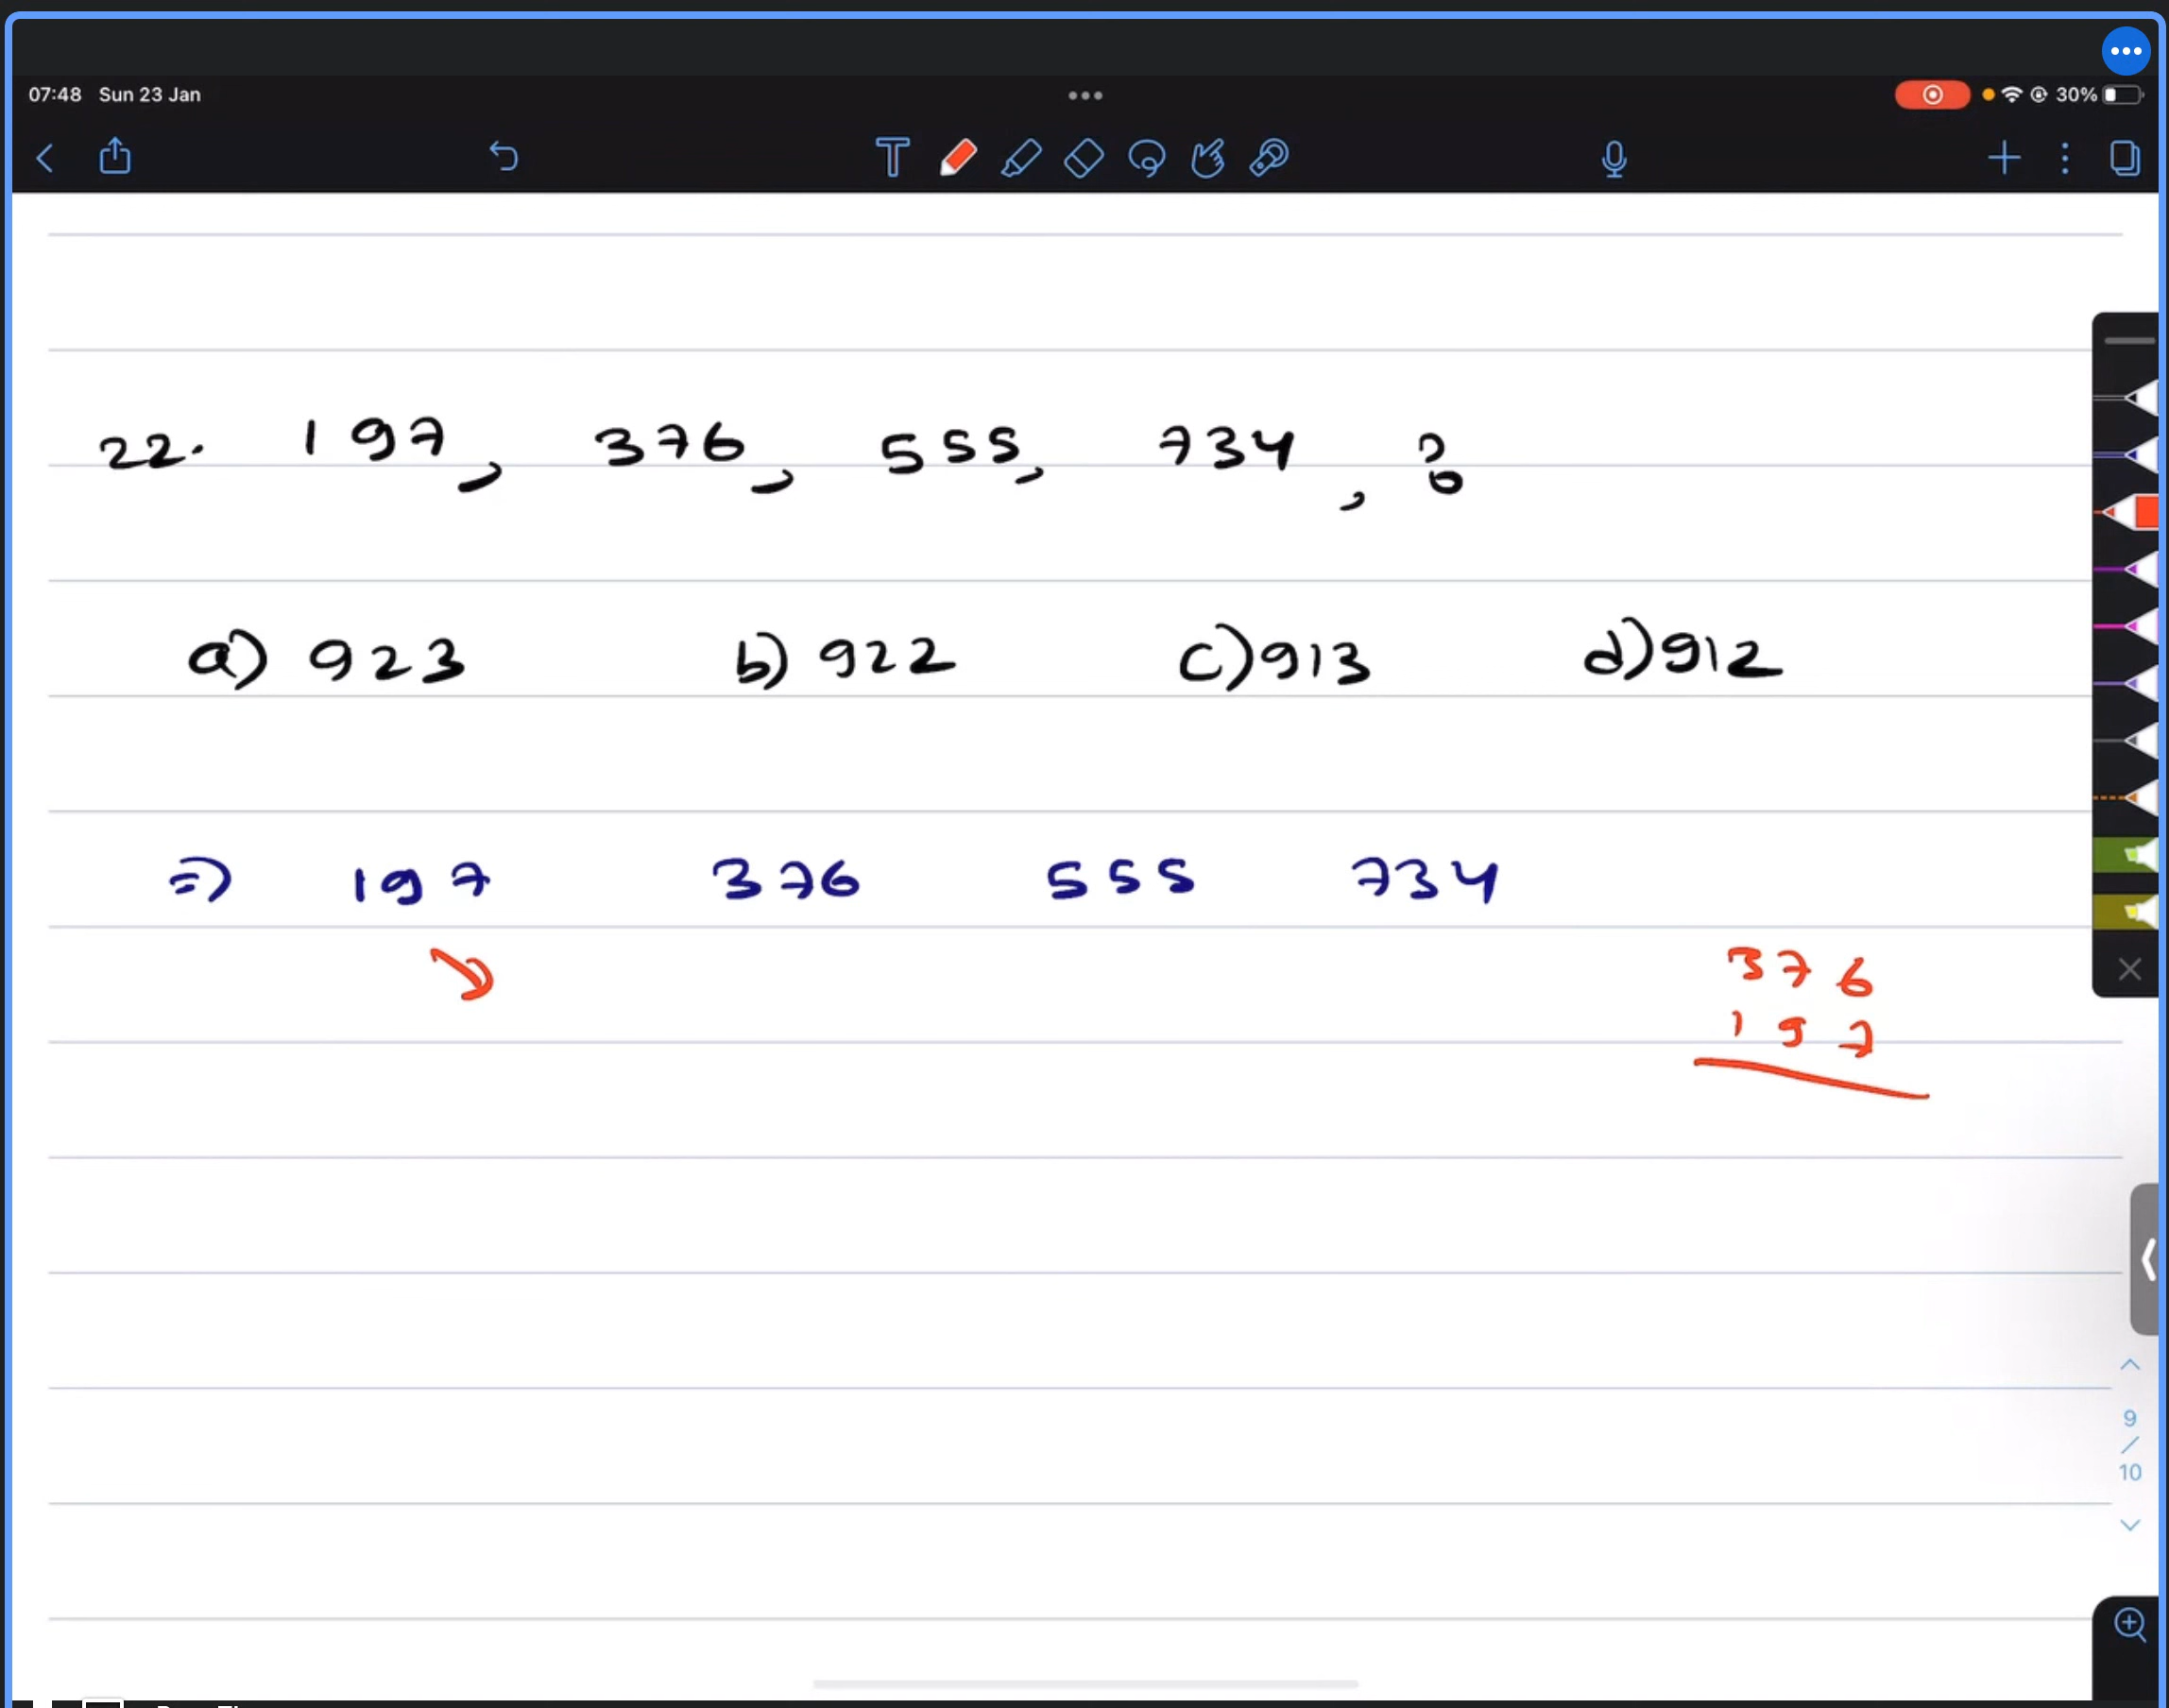 07:48 Sun 23 Jan 30%
T
22. 197, 376, 555, 734, ?
a) 923 b) 922 c) 913 d) 912
=> 197 376 555 734
376
197
9
/
10